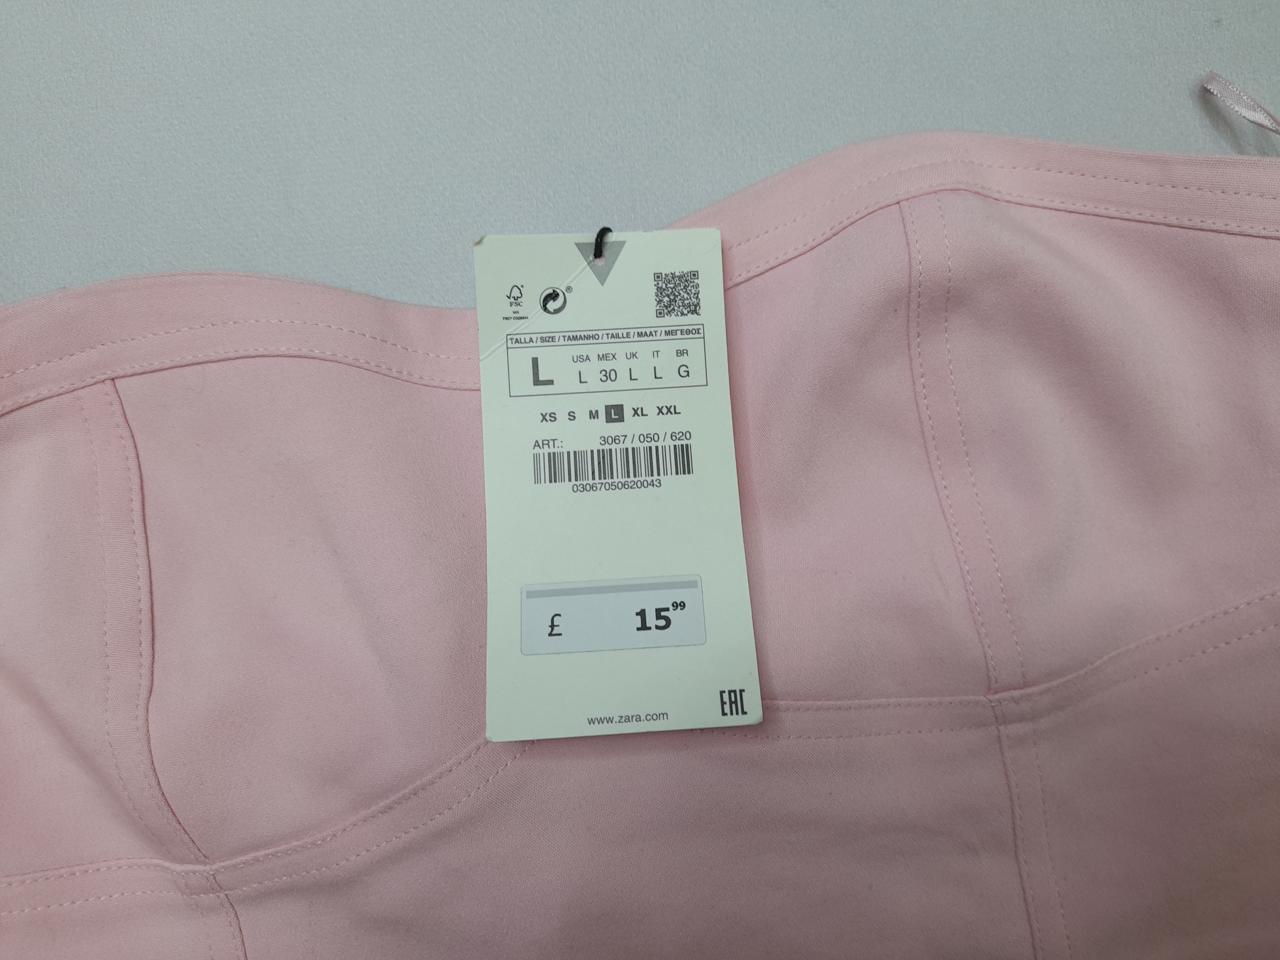 FSC
®
TALLA / SIZE / TAMANHO / TAILLE / MAAT / ΜΕΓΕΘΟΣ
USA MEX UK IT BR
L L 30 L L G
XS S M L XL XXL
ART.: 3067 / 050 / 620
03067050620043
£ 15⁹⁹
www.zara.com EAC